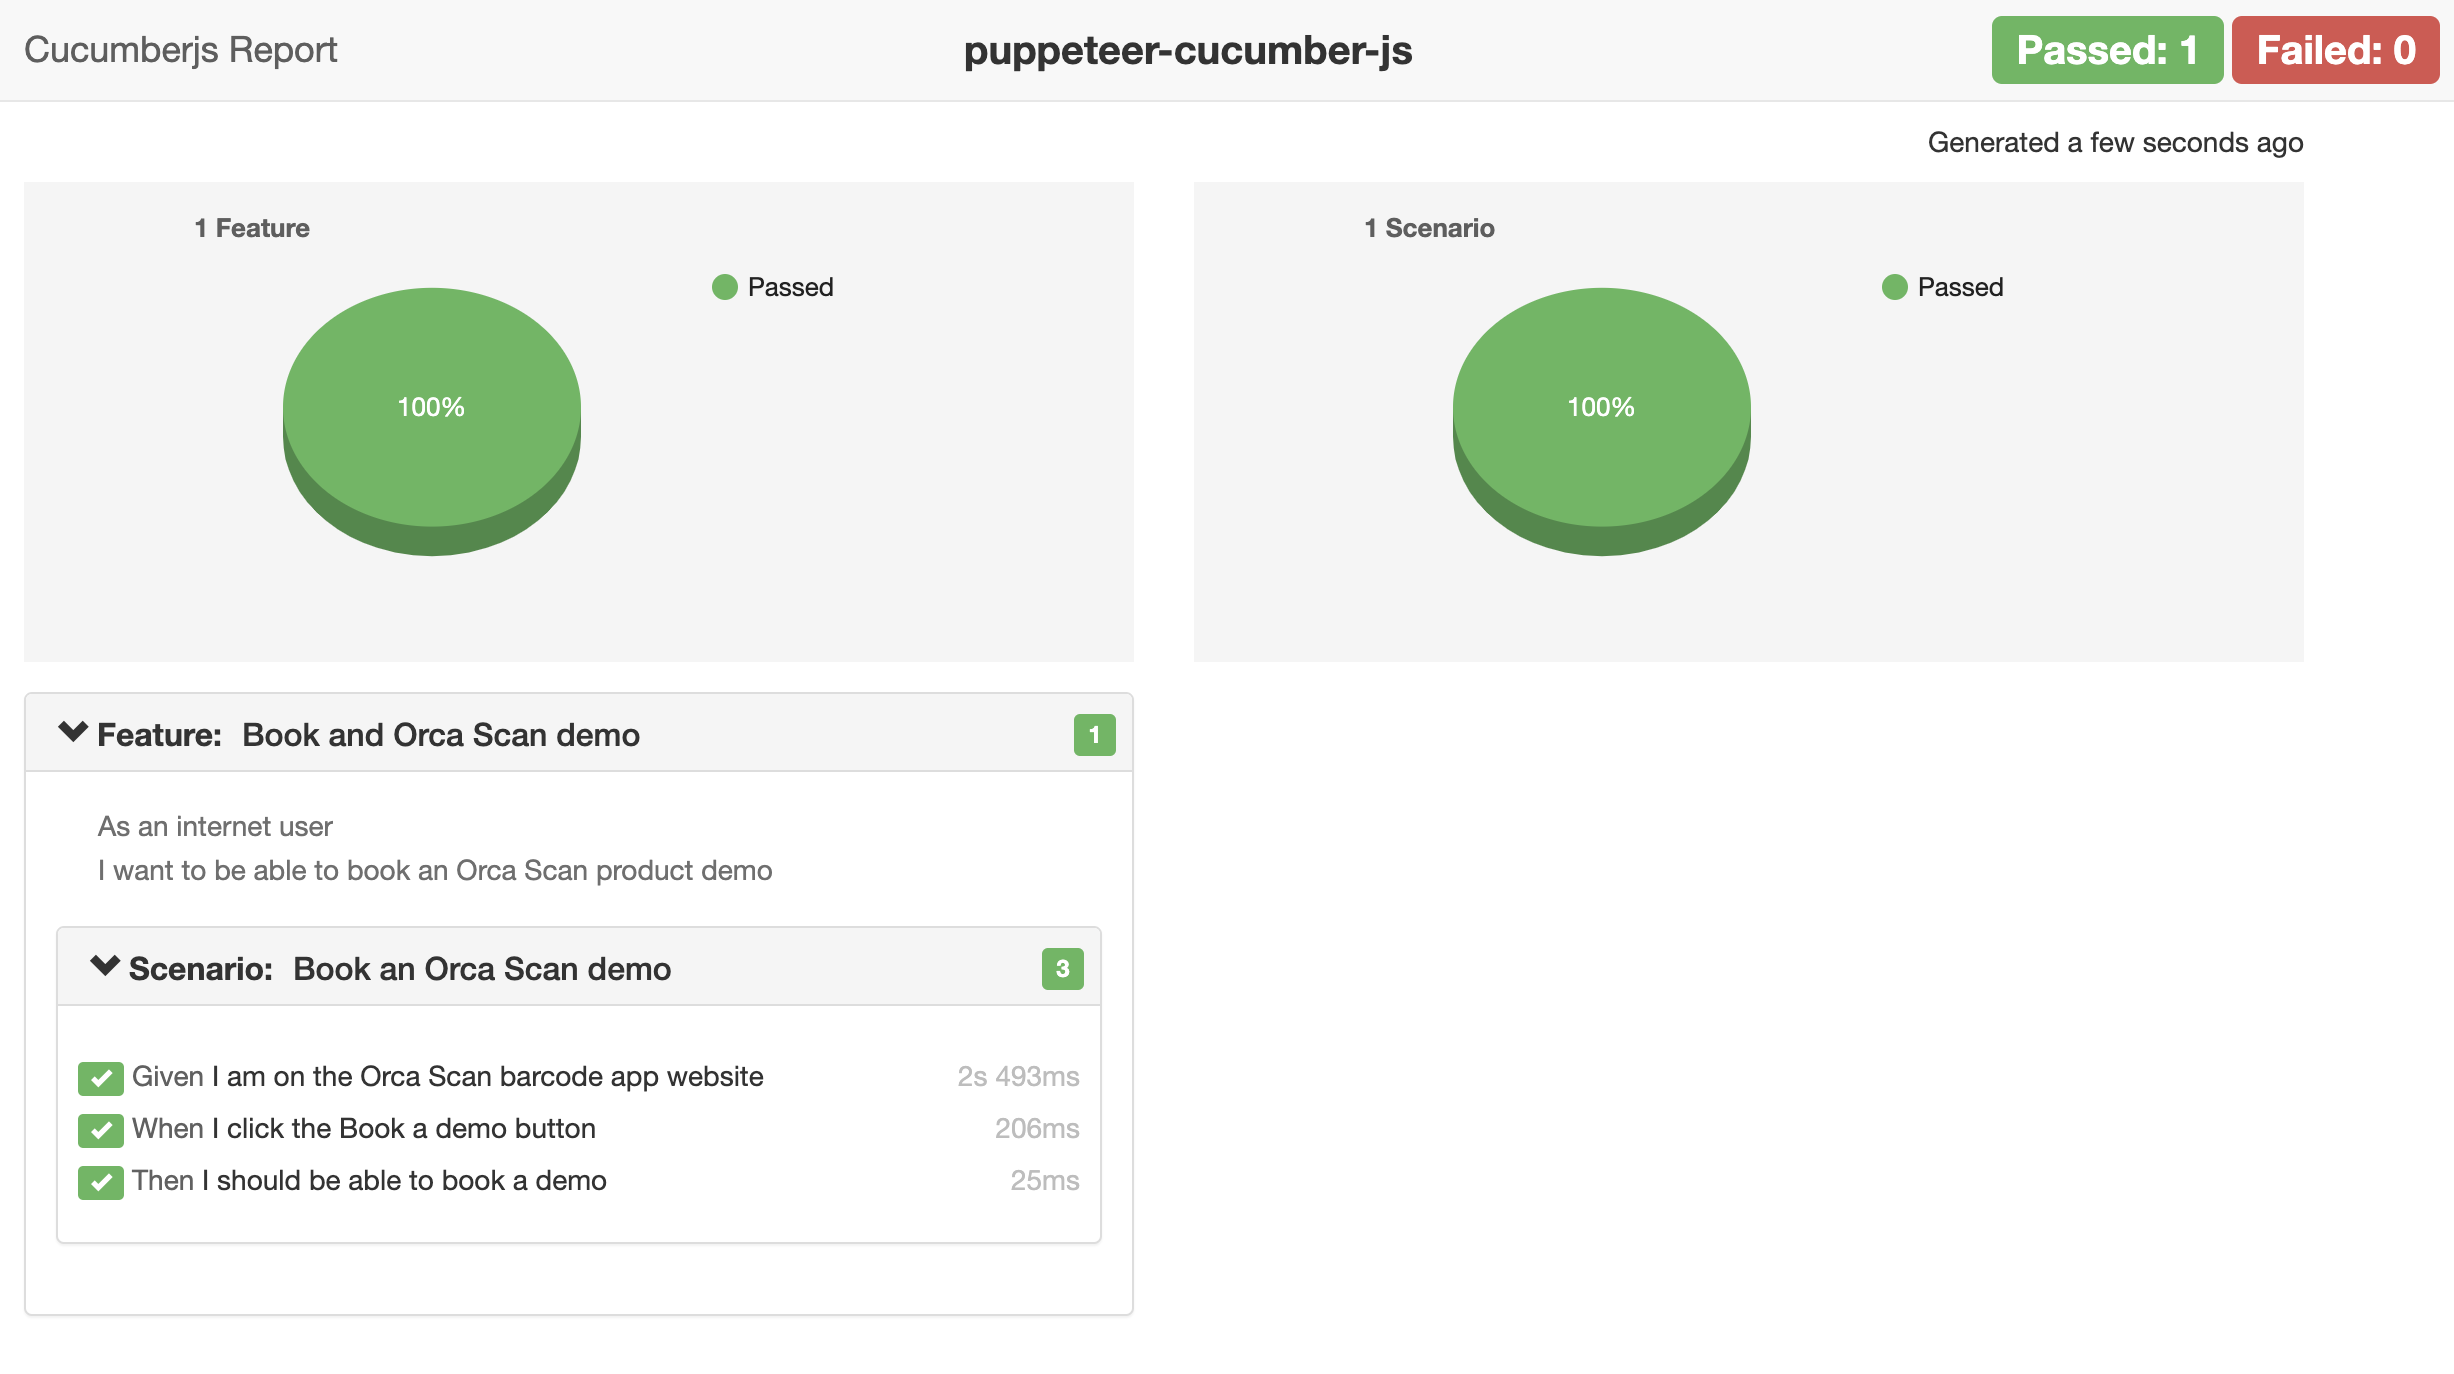 Cucumberjs Report
puppeteer-cucumber-js
Passed: 1
Failed: 0
Generated a few seconds ago
1 Feature
Passed
100%
1 Scenario
Passed
100%
Feature: Book and Orca Scan demo
1
As an internet user
I want to be able to book an Orca Scan product demo
Scenario: Book an Orca Scan demo
3
Given I am on the Orca Scan barcode app website 2s 493ms
When I click the Book a demo button 206ms
Then I should be able to book a demo 25ms